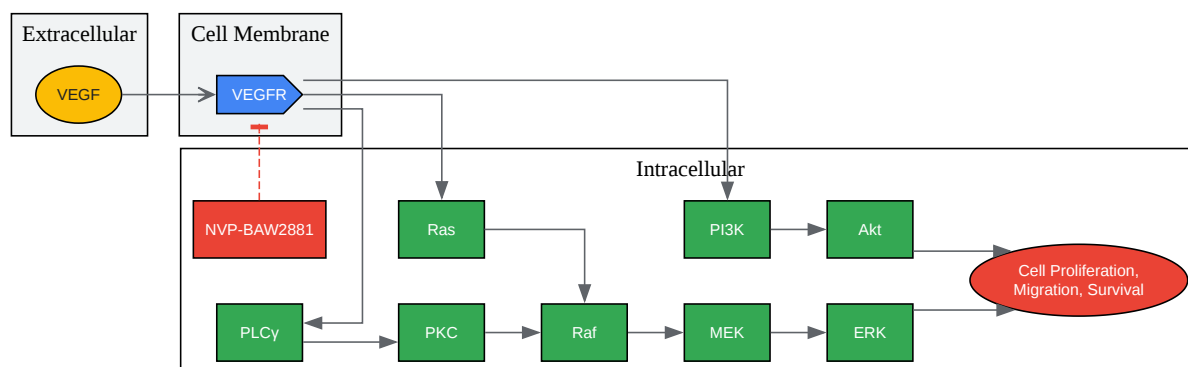 Extracellular
Cell Membrane
VEGF
VEGFR
Intracellular
NVP-BAW2881
Ras
PI3K
Akt
Cell Proliferation,
Migration, Survival
PLCγ
PKC
Raf
MEK
ERK